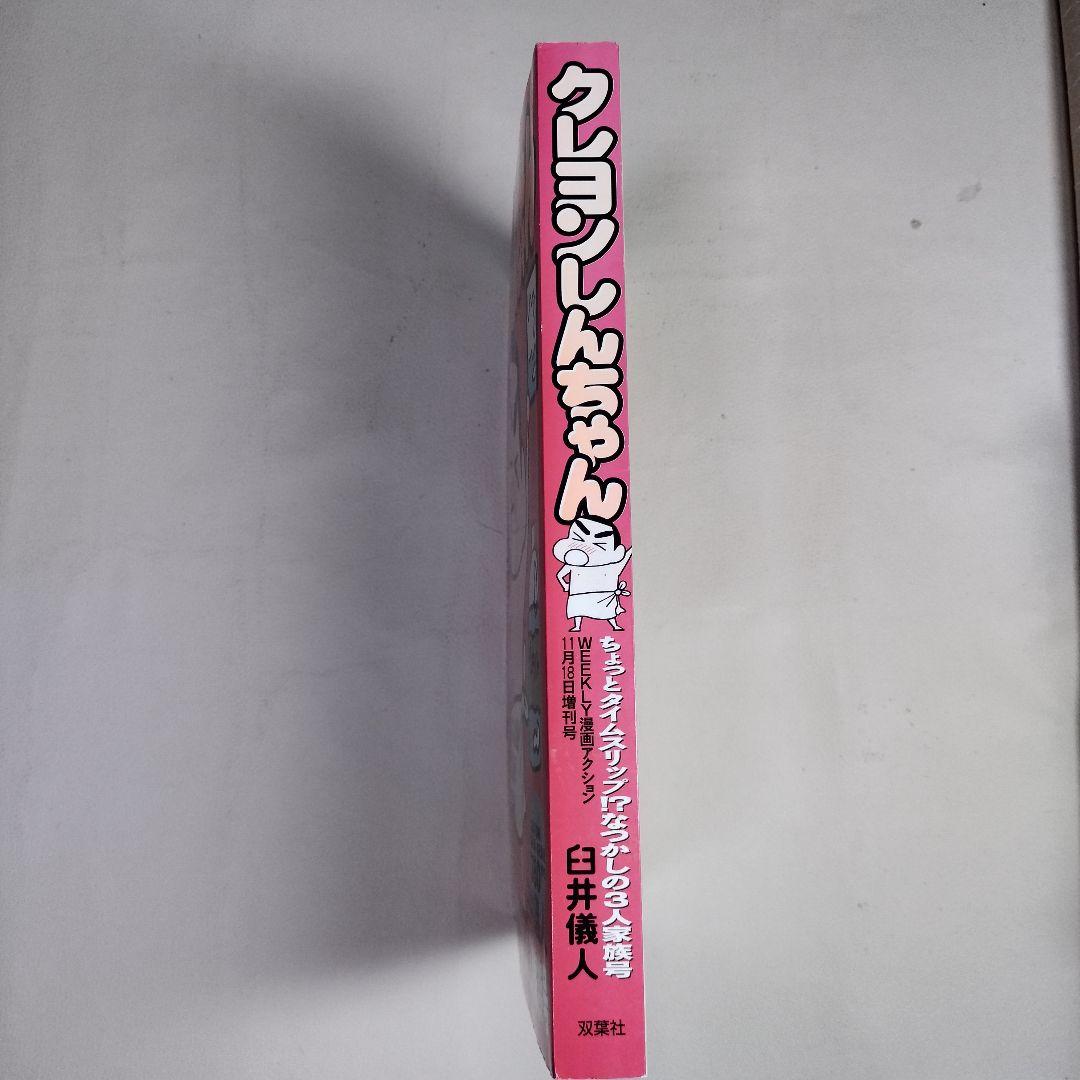 クレヨンしんちゃん
ちょっとタイムスリップ!?なつかしの3人家族号
WEEKLY漫画アクション
11月18日増刊号
臼井儀人
双葉社